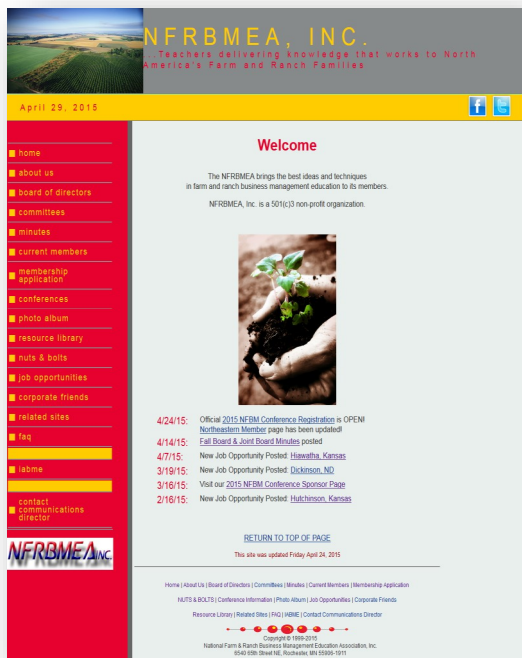 NFRBMEA, INC.
...Teachers delivering knowledge that works to North
America's Farm and Ranch Families
April 29, 2015
home
about us
board of directors
committees
minutes
current members
membership
application
conferences
photo album
resource library
nuts & bolts
job opportunities
corporate friends
related sites
faq
iabme
contact
communications
director
NFRBMEA INC.
Welcome
The NFRBMEA brings the best ideas and techniques
in farm and ranch business management education to its members.
NFRBMEA, Inc. is a 501(c)3 non-profit organization.
4/24/15: Official 2015 NFBM Conference Registration is OPEN!
Northeastern Member page has been updated!
4/14/15: Fall Board & Joint Board Minutes posted
4/7/15: New Job Opportunity Posted: Hiawatha, Kansas
3/19/15: New Job Opportunity Posted: Dickinson, ND
3/16/15: Visit our 2015 NFBM Conference Sponsor Page
2/16/15: New Job Opportunity Posted: Hutchinson, Kansas
RETURN TO TOP OF PAGE
This site was updated Friday April 24, 2015
Home | About Us | Board of Directors | Committees | Minutes | Current Members | Membership Application
NUTS & BOLTS | Conference Information | Photo Album | Job Opportunities | Corporate Friends
Resource Library | Related Sites | FAQ | IABME | Contact Communications Director
Copyright © 1999-2015
National Farm & Ranch Business Management Education Association, Inc.
6540 65th Street NE, Rochester, MN 55906-1911